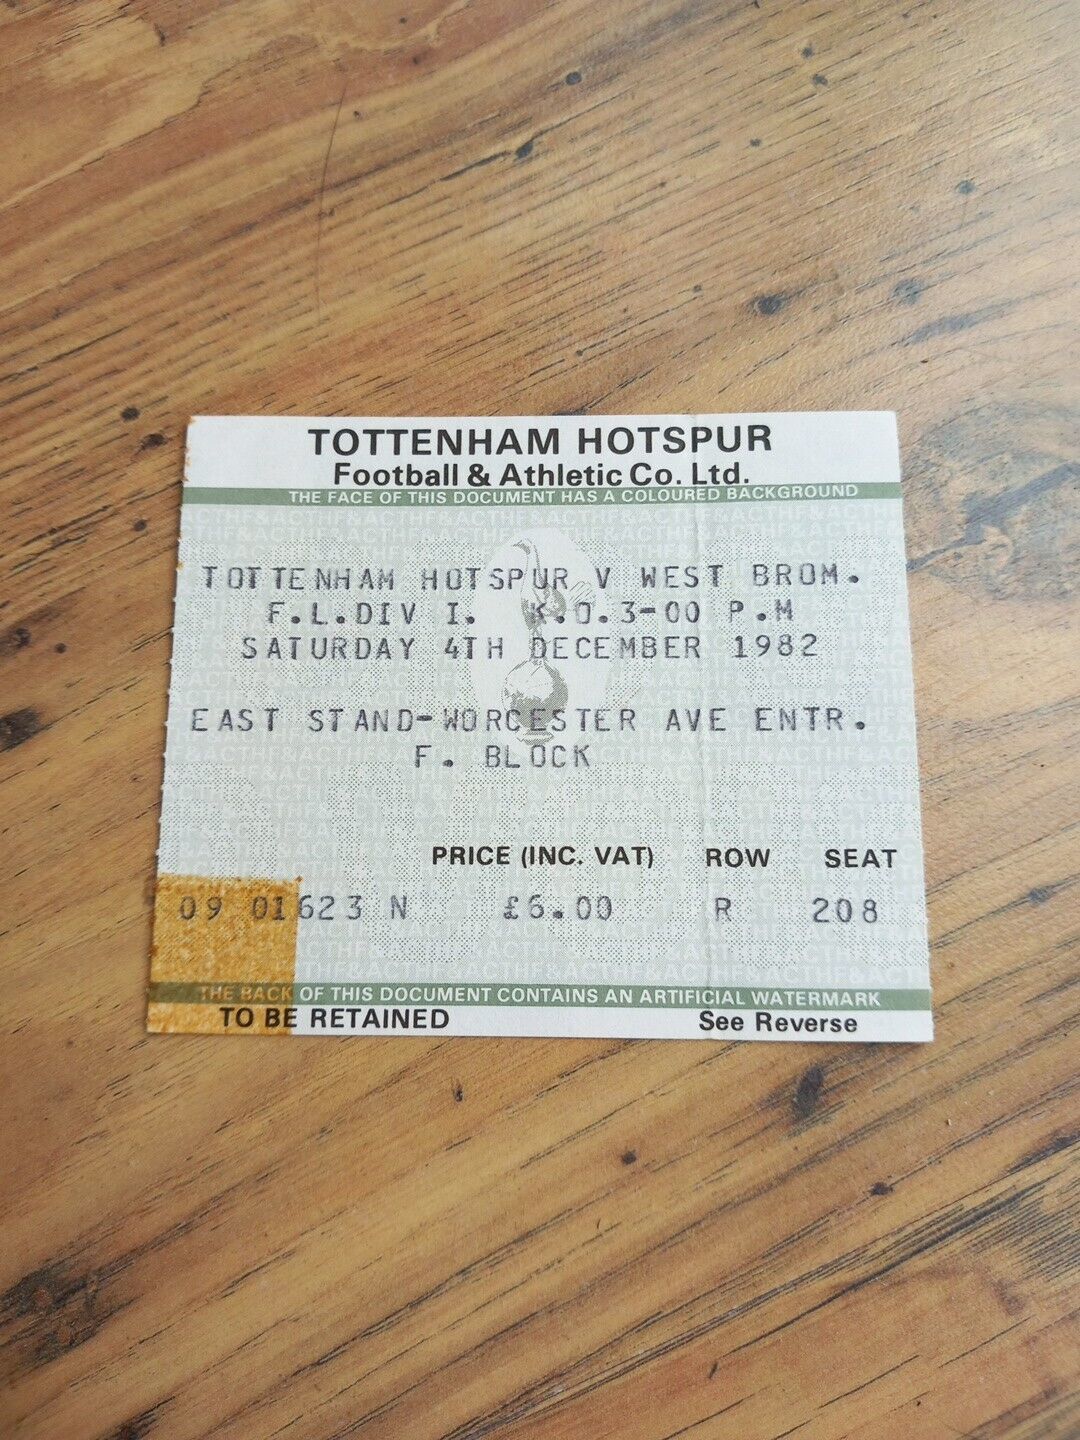 TOTTENHAM HOTSPUR
Football & Athletic Co. Ltd.
THE FACE OF THIS DOCUMENT HAS A COLOURED BACKGROUND
TOTTENHAM HOTSPUR V WEST BROM.
F.L.DIV I. K.O.3-00 P.M
SATURDAY 4TH DECEMBER 1982
EAST STAND-WORCESTER AVE ENTR.
F. BLOCK
PRICE (INC. VAT) ROW SEAT
09 01623 N £6.00 R 208
THE BACK OF THIS DOCUMENT CONTAINS AN ARTIFICIAL WATERMARK
TO BE RETAINED See Reverse